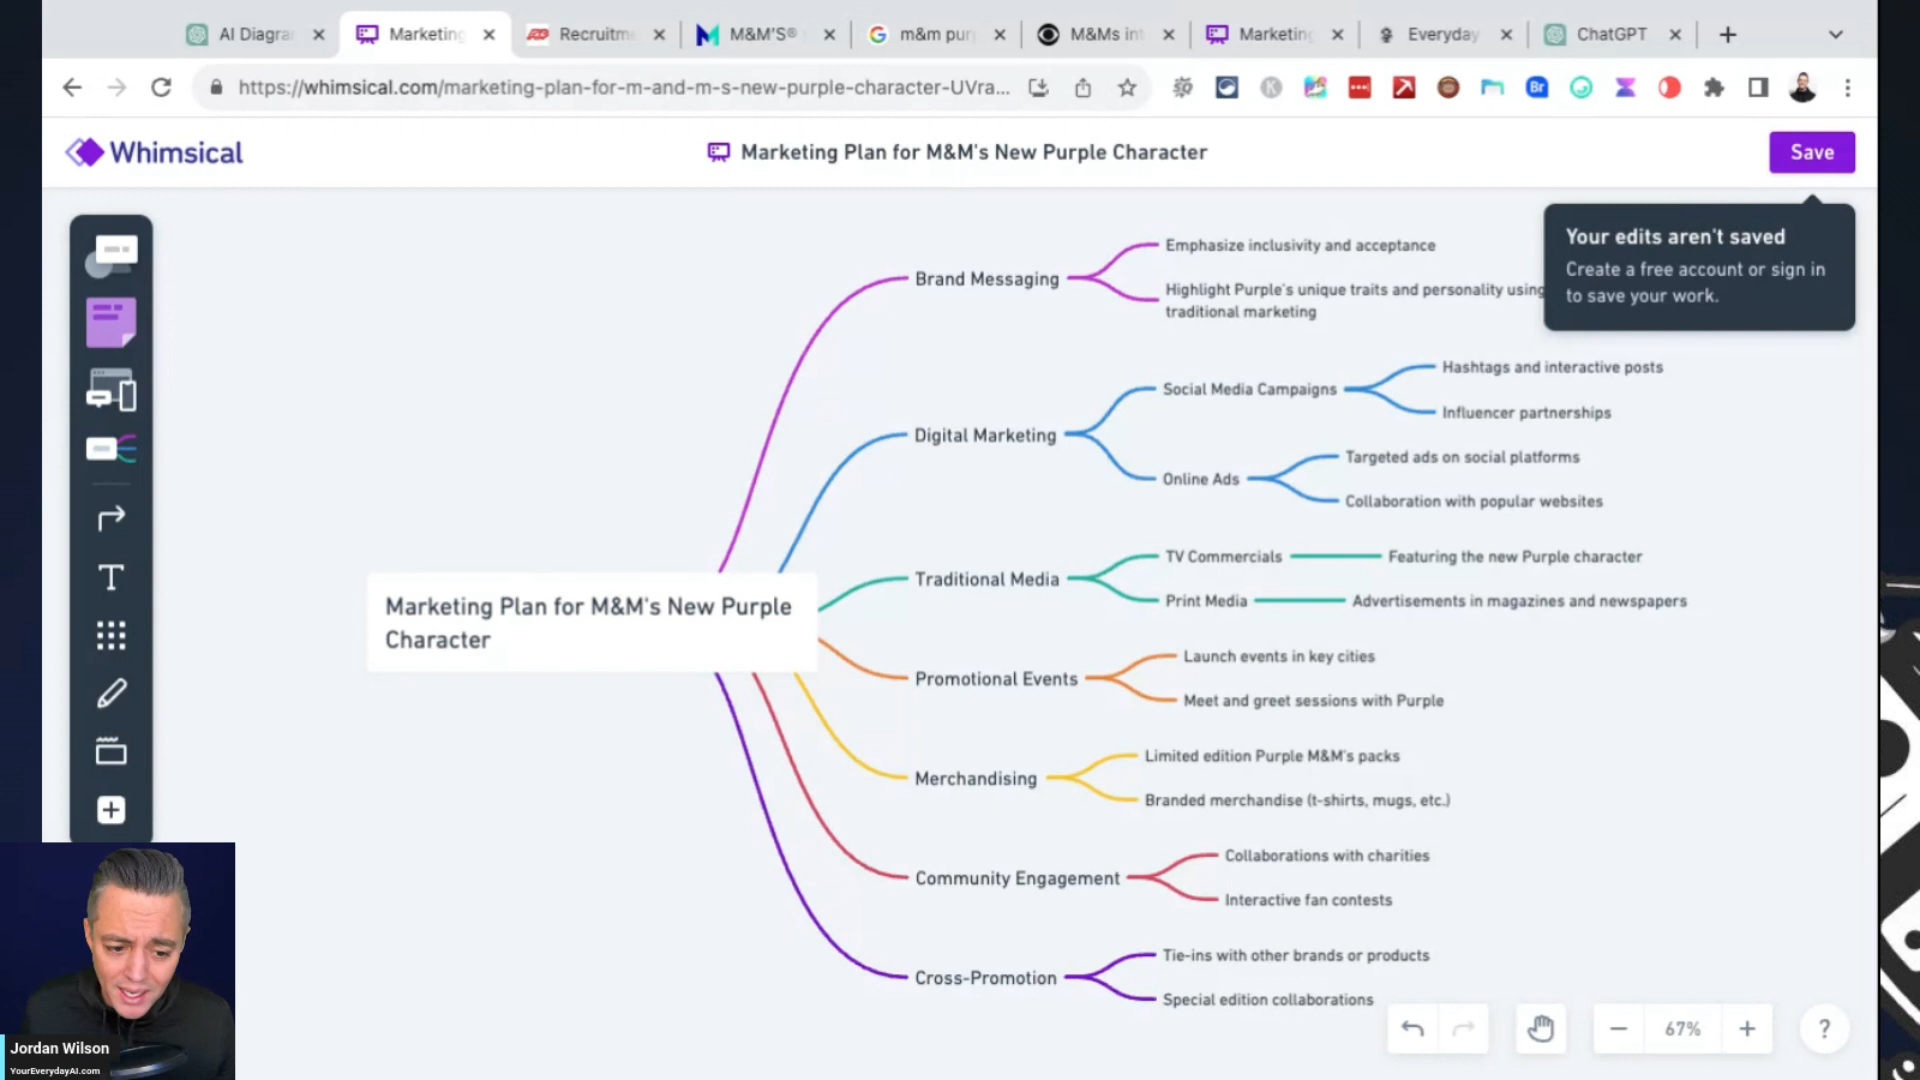 AI Diagra
Marketing
Recruitme
M&M'S®
m&m pur
M&Ms int
Marketing
Everyday
ChatGPT
https://whimsical.com/marketing-plan-for-m-and-m-s-new-purple-character-UVra...
Whimsical
Marketing Plan for M&M's New Purple Character
Save
Your edits aren't saved
Create a free account or sign in
to save your work.
Brand Messaging
Emphasize inclusivity and acceptance
Highlight Purple's unique traits and personality using
traditional marketing
Digital Marketing
Social Media Campaigns
Hashtags and interactive posts
Influencer partnerships
Online Ads
Targeted ads on social platforms
Collaboration with popular websites
Marketing Plan for M&M's New Purple
Character
Traditional Media
TV Commercials
Featuring the new Purple character
Print Media
Advertisements in magazines and newspapers
Promotional Events
Launch events in key cities
Meet and greet sessions with Purple
Merchandising
Limited edition Purple M&M's packs
Branded merchandise (t-shirts, mugs, etc.)
Community Engagement
Collaborations with charities
Interactive fan contests
Cross-Promotion
Tie-ins with other brands or products
Special edition collaborations
67%
?
Jordan Wilson
YourEverydayAI.com